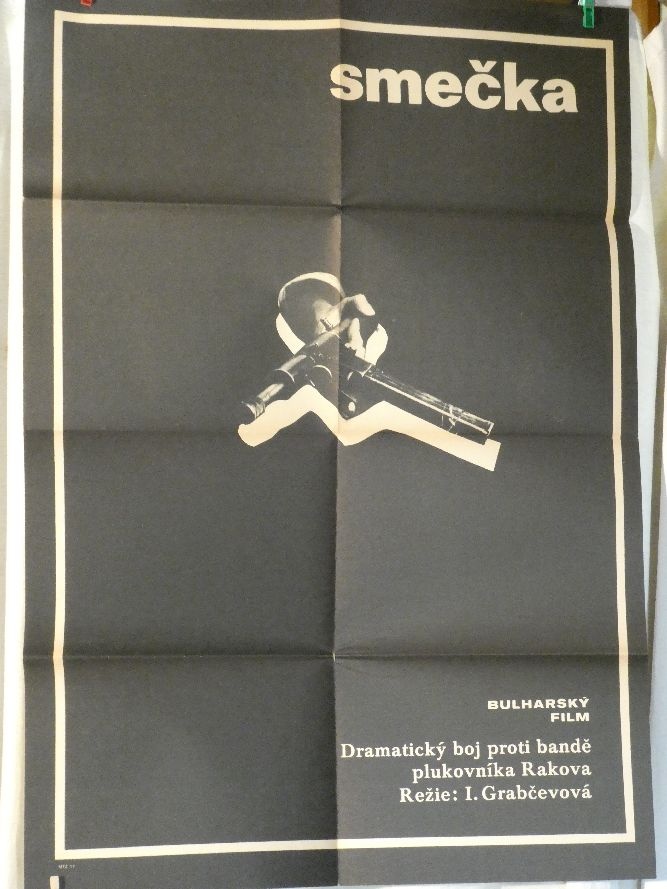 smečka
BULHARSKÝ
FILM
Dramatický boj proti bandě
plukovníka Rakova
Režie: I. Grabčevová